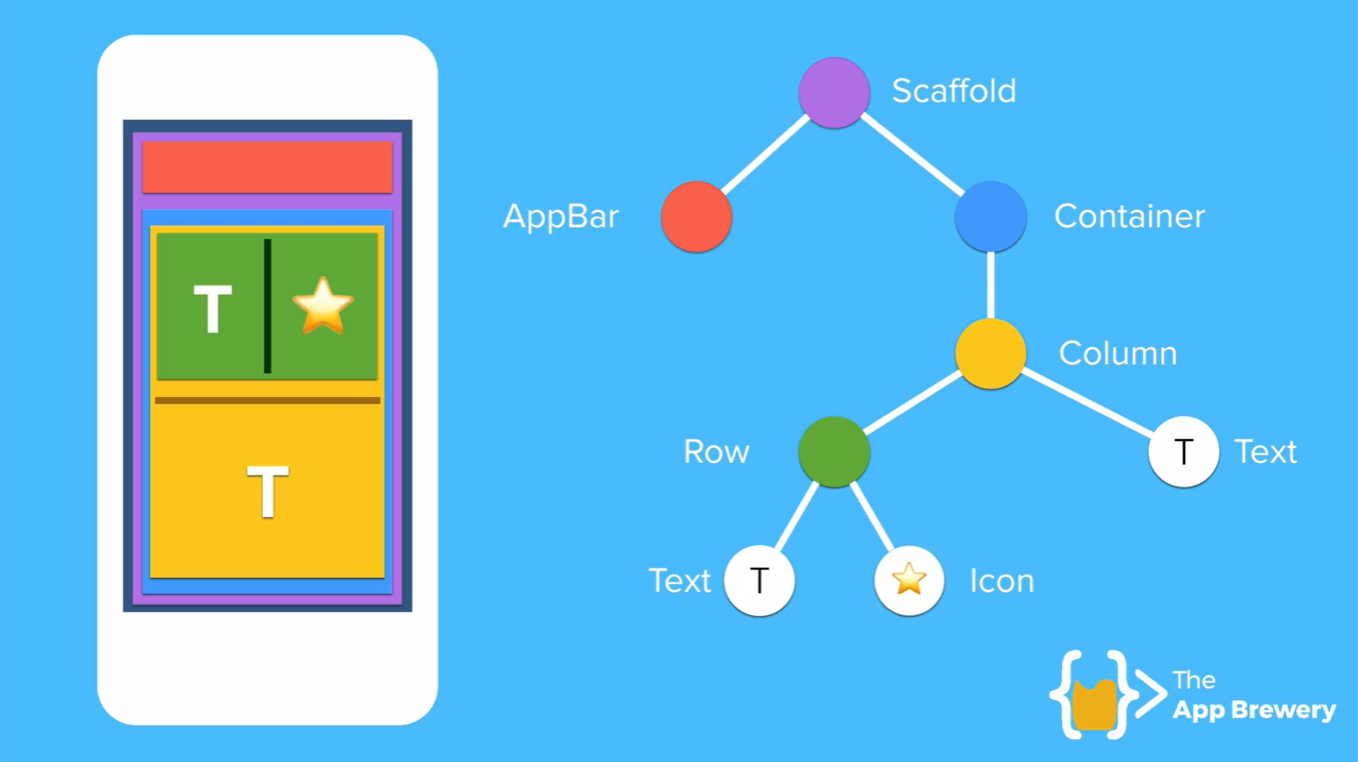 Scaffold
AppBar
Container
T
Column
Row
T
Text
T
Text
T
Icon
The
App Brewery